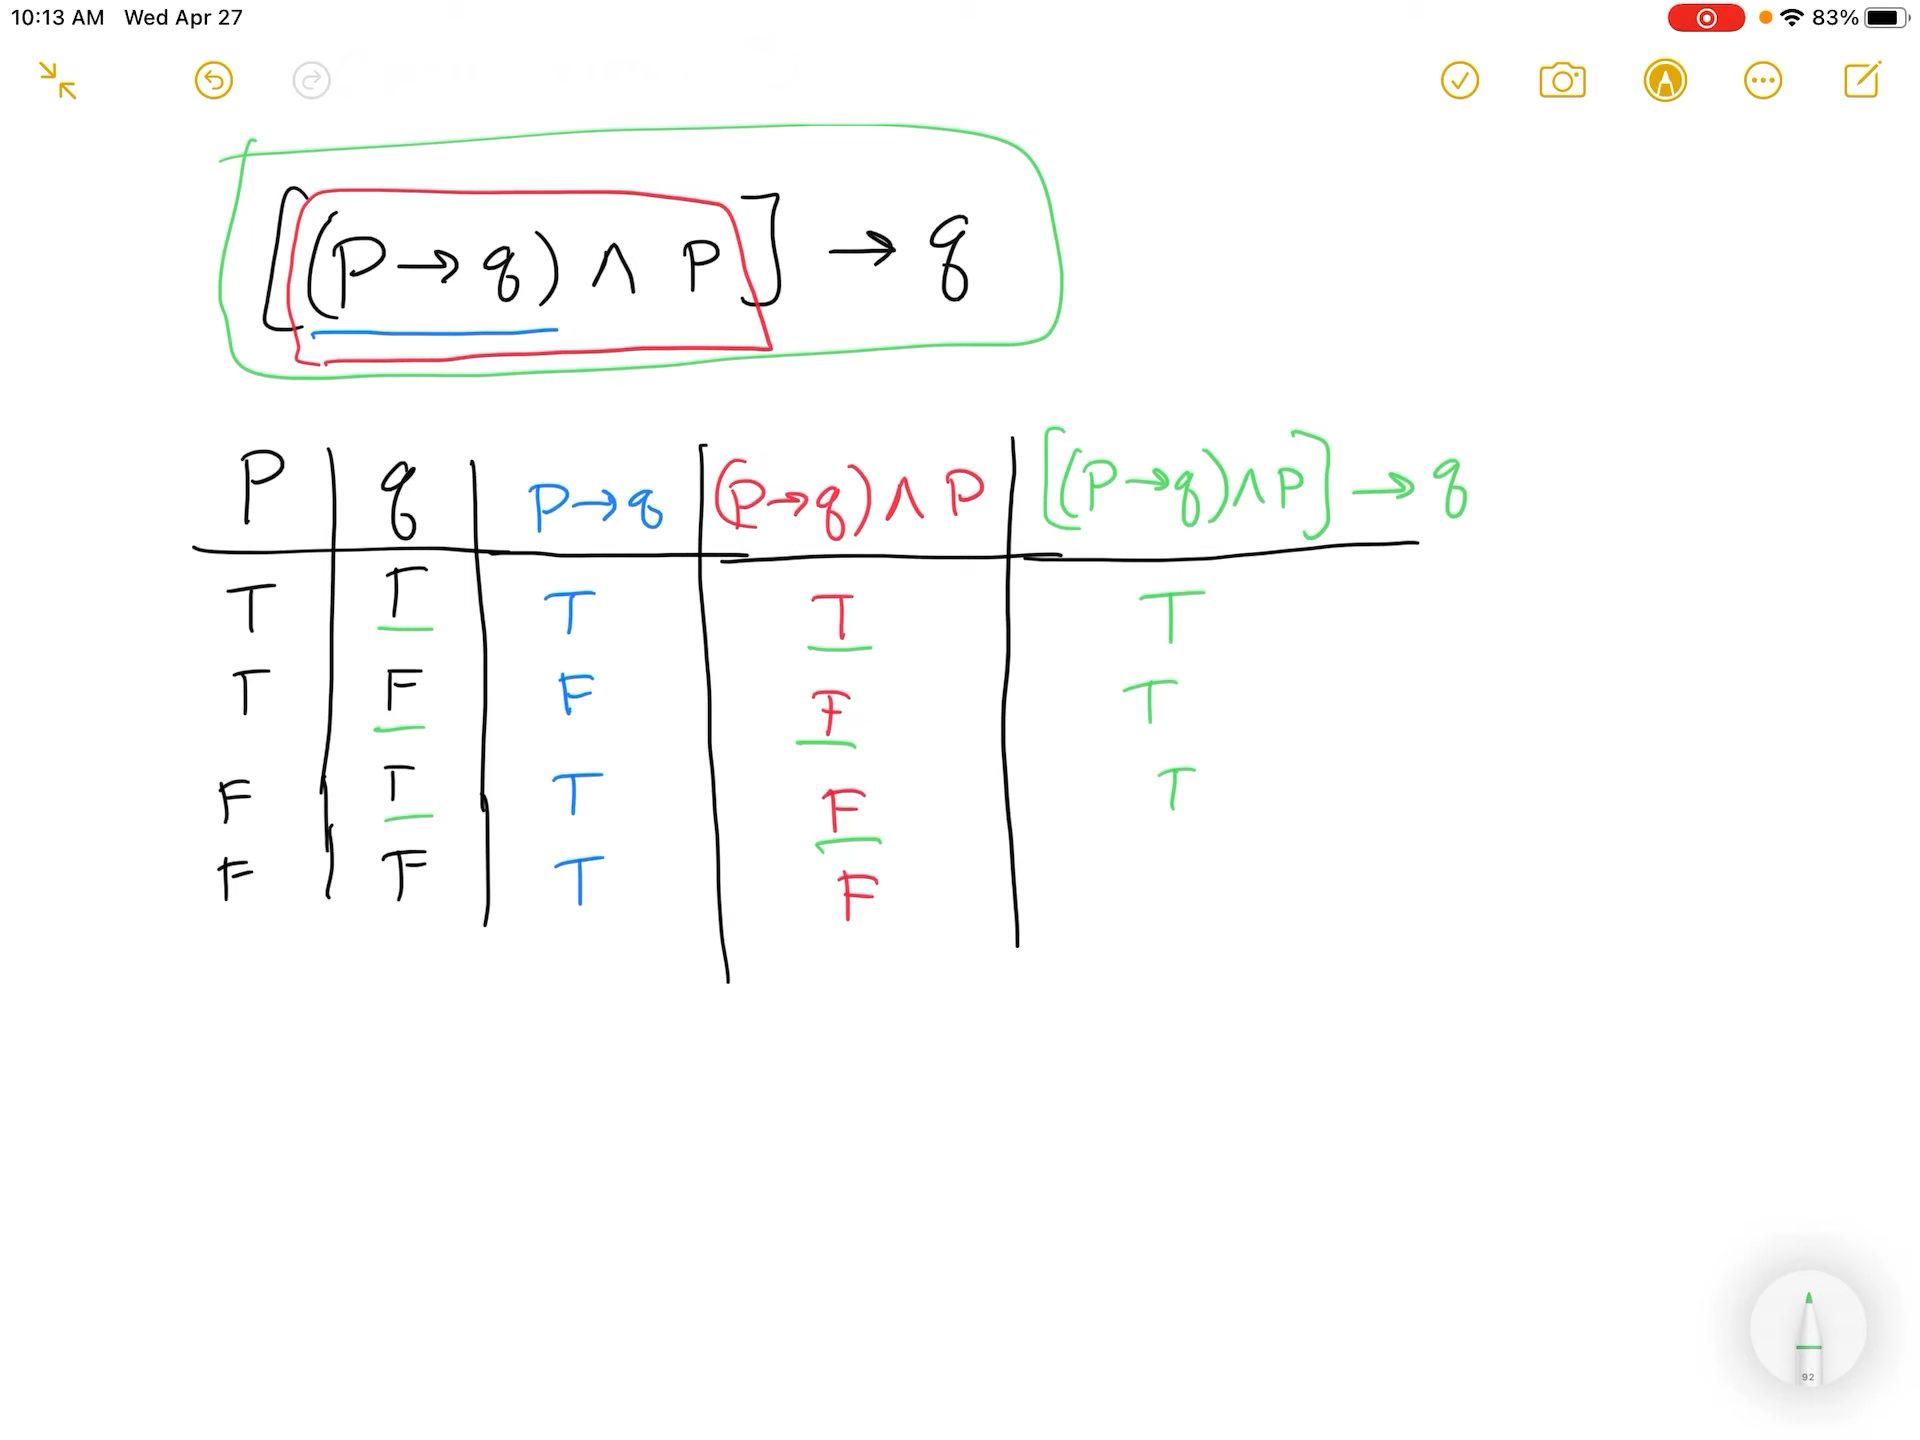 10:13 AM Wed Apr 27 83%
[(P→q) ∧ P] → q
P q P→q (P→q) ∧ P [(P→q)∧P] → q
T T T T T
T F F F T
F T T F T
F F T F
92